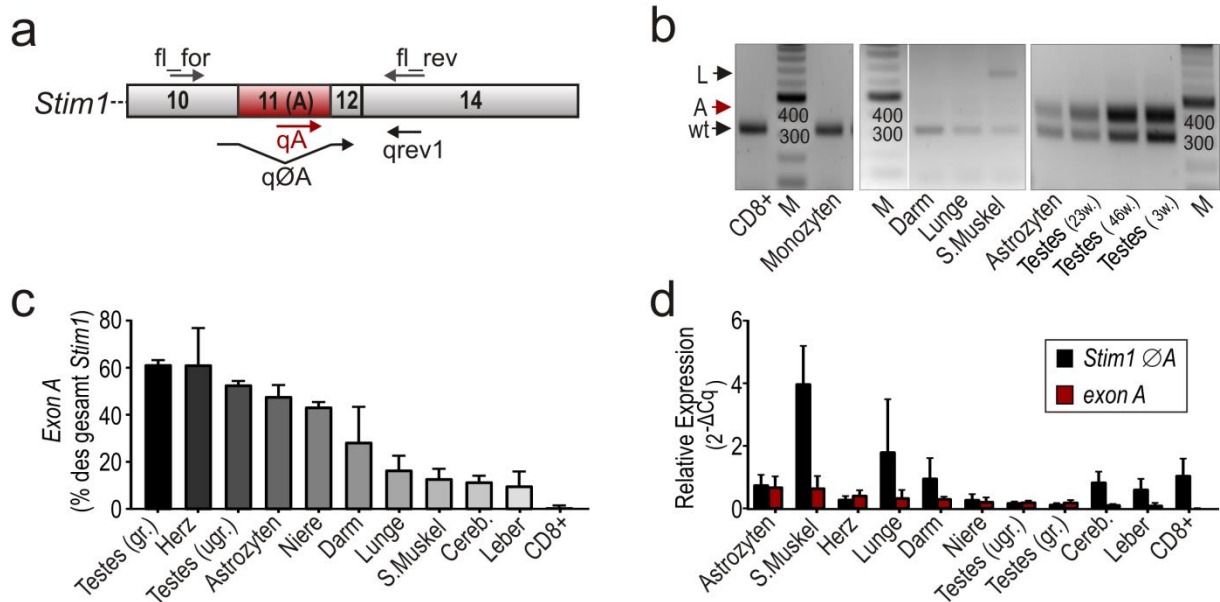 a
fl_for
fl_rev
Stim1
10
11 (A)
12
14
qA
qØA
qrev1
b
L
A
wt
400
300
400
300
400
300
CD8+
M
Monozyten
M
Darm
Lunge
S.Muskel
Astrozyten
Testes (23w.)
Testes (46w.)
Testes (3w.)
M
c
Exon A
(% des gesamt Stim1)
80
60
40
20
0
Testes (gr.)
Herz
Testes (ugr.)
Astrozyten
Niere
Darm
Lunge
S.Muskel
Cereb.
Leber
CD8+
d
Relative Expression
(2^-ΔCq)
6
4
2
0
Stim1 ØA
exon A
Astrozyten
S.Muskel
Herz
Lunge
Darm
Niere
Testes (ugr.)
Testes (gr.)
Cereb.
Leber
CD8+